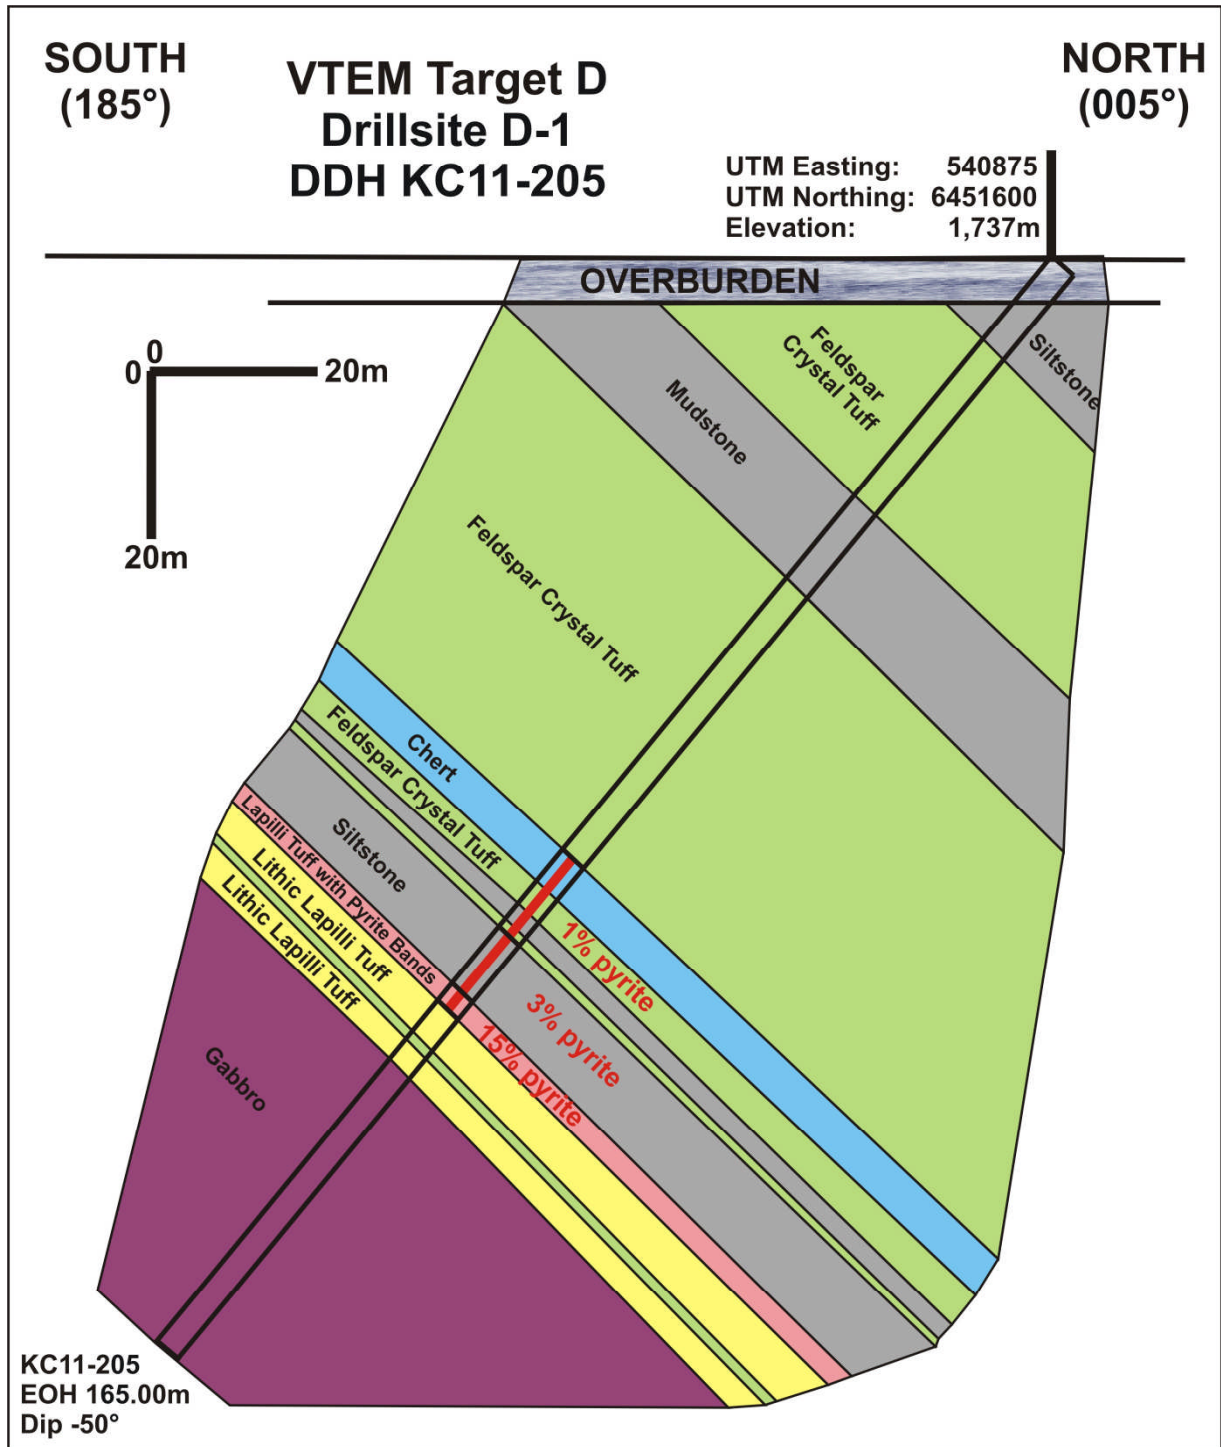 SOUTH
(185°)
VTEM Target D
Drillsite D-1
DDH KC11-205
NORTH
(005°)
UTM Easting: 540875
UTM Northing: 6451600
Elevation: 1,737m
OVERBURDEN
0
0
20m
20m
Feldspar
Crystal Tuff
Siltstone
Mudstone
Feldspar Crystal Tuff
Chert
Feldspar Crystal Tuff
Siltstone
Lapilli Tuff with Pyrite Bands
Lithic Lapilli Tuff
Lithic Lapilli Tuff
1% pyrite
3% pyrite
15% pyrite
Gabbro
KC11-205
EOH 165.00m
Dip -50°